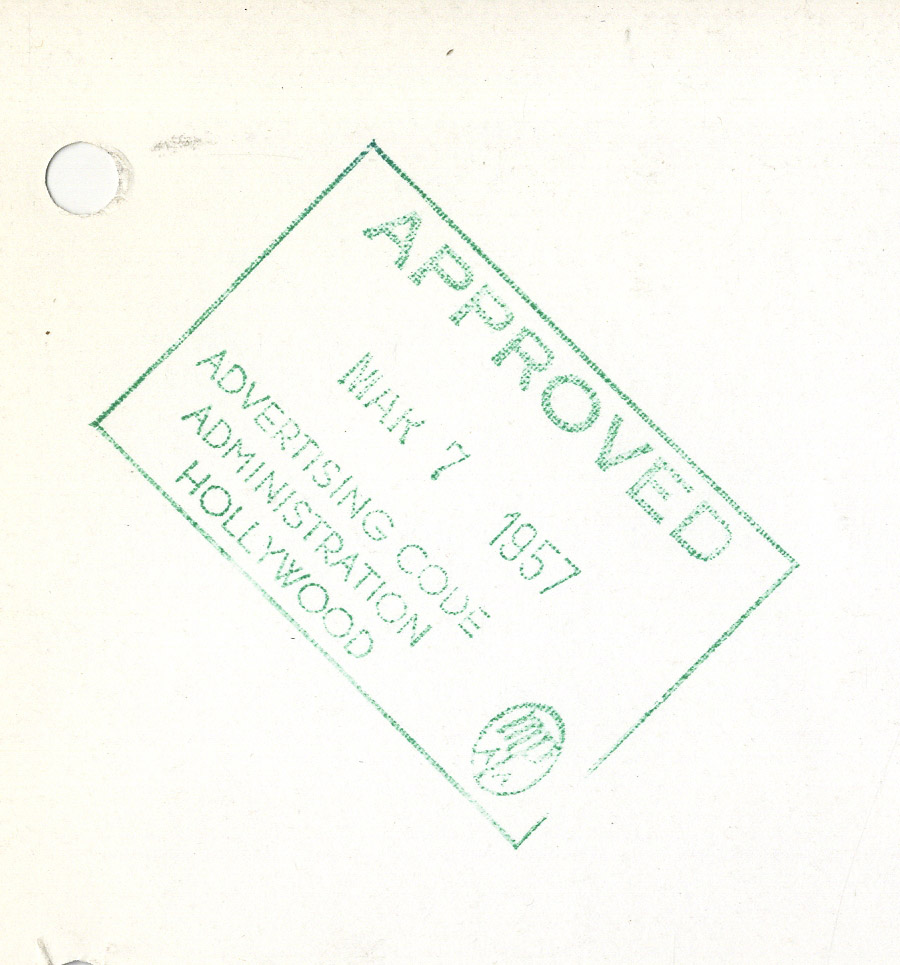 APPROVED
MAR 7 1957
ADVERTISING CODE
ADMINISTRATION
HOLLYWOOD